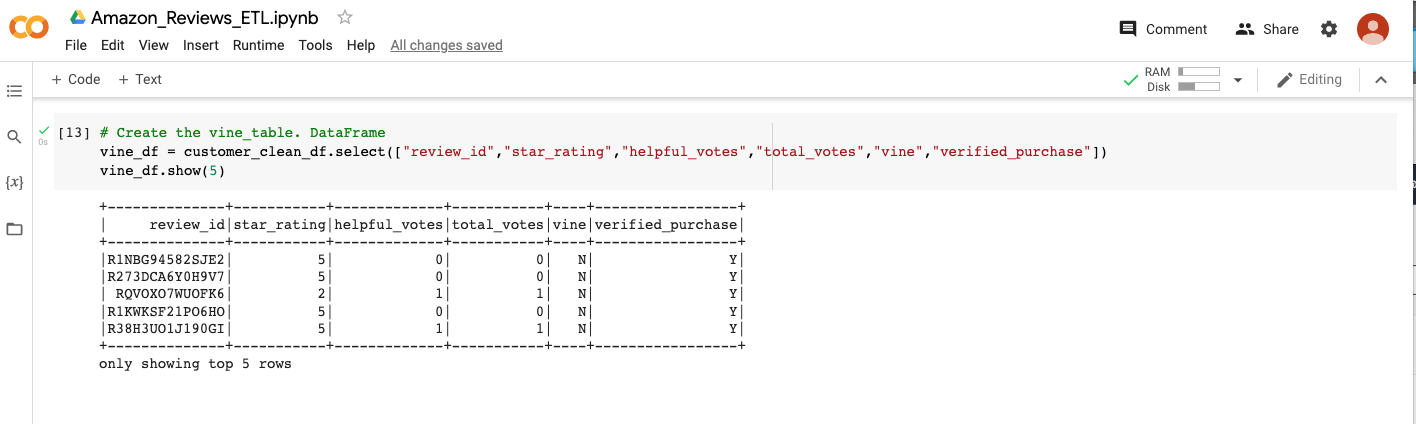 Amazon_Reviews_ETL.ipynb
File Edit View Insert Runtime Tools Help All changes saved
Comment Share
+ Code + Text
RAM
Disk
Editing
{x}
0s
[13] # Create the vine_table. DataFrame
vine_df = customer_clean_df.select(["review_id","star_rating","helpful_votes","total_votes","vine","verified_purchase"])
vine_df.show(5)
+--------------+-----------+-------------+-----------+----+-----------------+
|     review_id|star_rating|helpful_votes|total_votes|vine|verified_purchase|
+--------------+-----------+-------------+-----------+----+-----------------+
|R1NBG94582SJE2|          5|            0|          0|   N|                Y|
|R273DCA6Y0H9V7|          5|            0|          0|   N|                Y|
| RQVOXO7WUOFK6|          2|            1|          1|   N|                Y|
|R1KWKSF21PO6HO|          5|            0|          0|   N|                Y|
|R38H3UO1J190GI|          5|            1|          1|   N|                Y|
+--------------+-----------+-------------+-----------+----+-----------------+
only showing top 5 rows